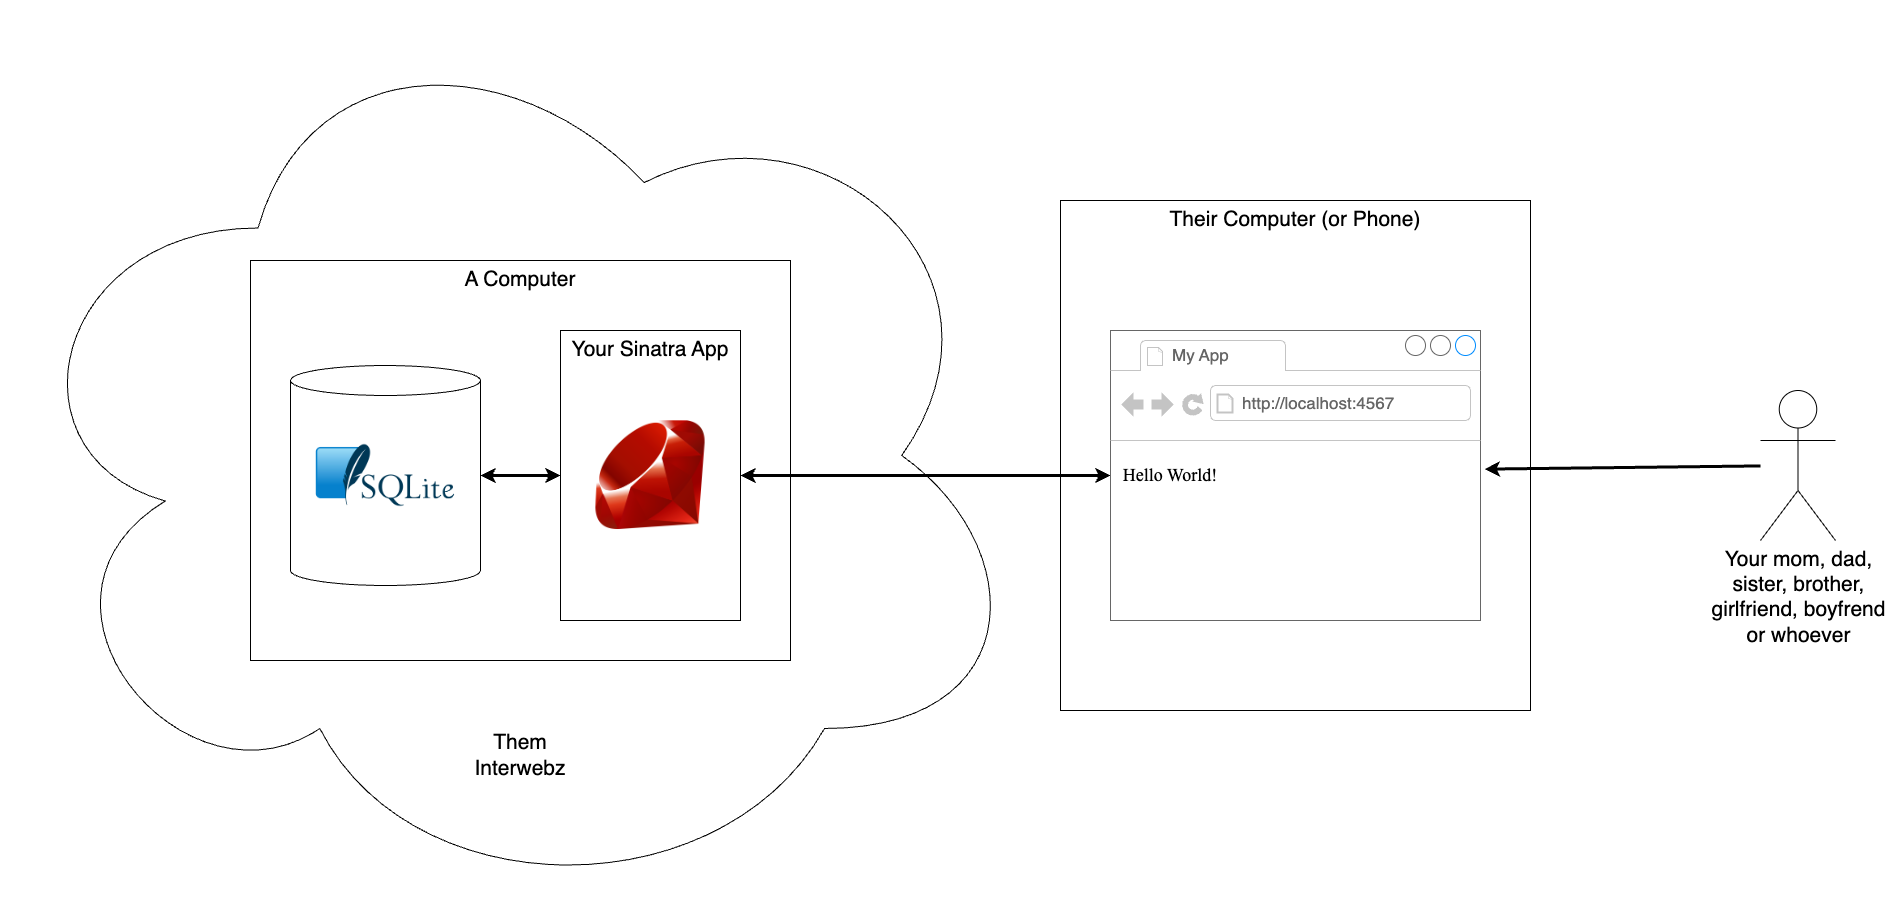 A Computer
Your Sinatra App
SQLite
Them
Interwebz
Their Computer (or Phone)
My App
http://localhost:4567
Hello World!
Your mom, dad,
sister, brother,
girlfriend, boyfrend
or whoever